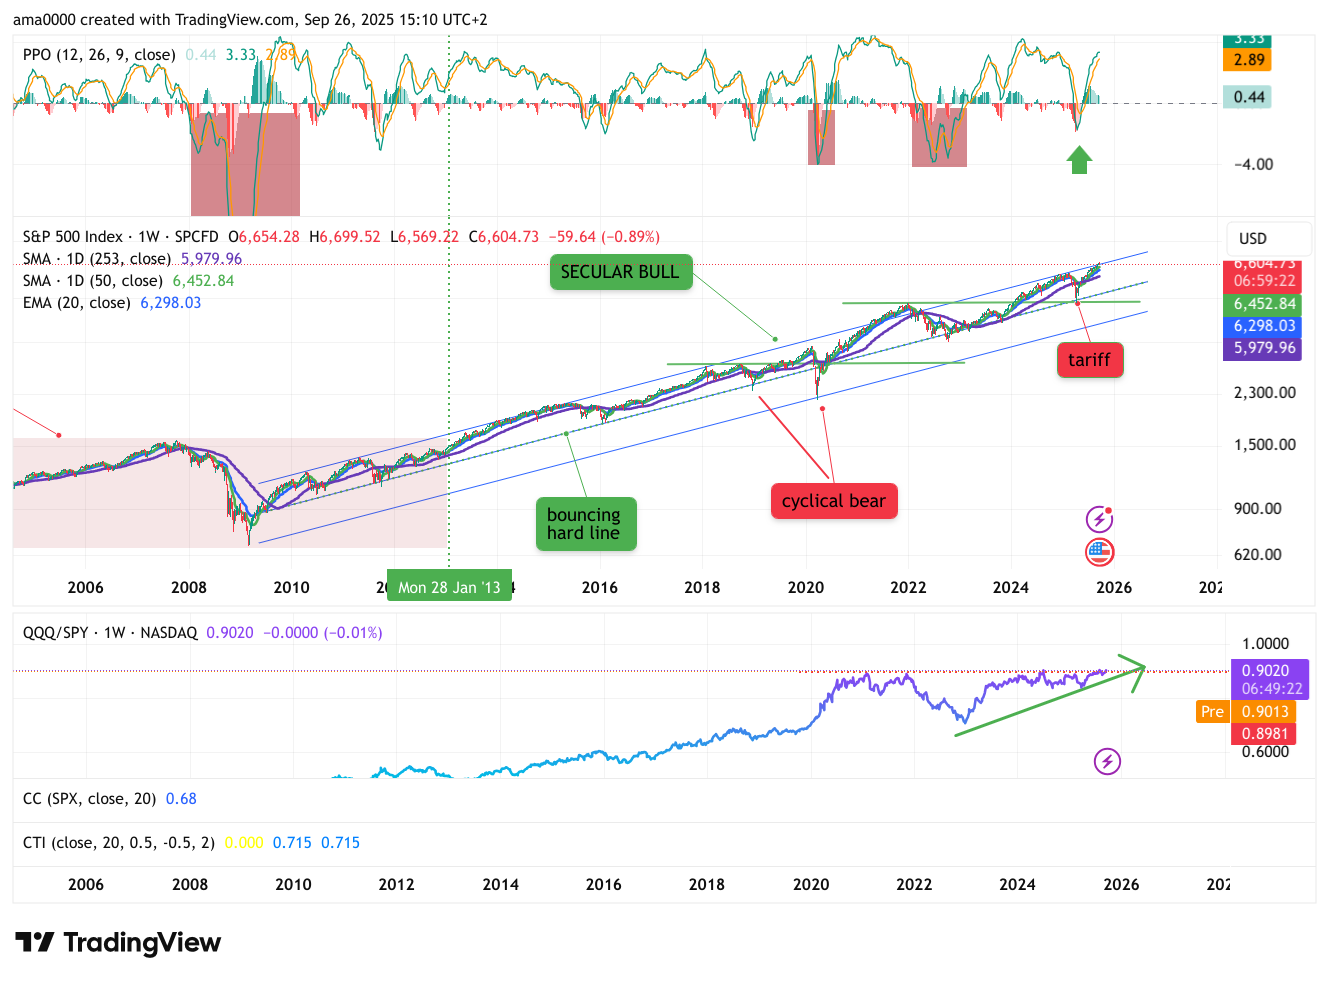 ama0000 created with TradingView.com, Sep 26, 2025 15:10 UTC+2
PPO (12, 26, 9, close) 0.44 3.33 2.89
3.33
2.89
0.44
−4.00
S&P 500 Index · 1W · SPCFD O6,654.28 H6,699.52 L6,569.22 C6,604.73 −59.64 (−0.89%)
SMA · 1D (253, close) 5,979.96
SMA · 1D (50, close) 6,452.84
EMA (20, close) 6,298.03
USD
SECULAR BULL
6,604.73
06:59:22
6,452.84
6,298.03
5,979.96
tariff
2,300.00
1,500.00
cyclical bear
bouncing
hard line
900.00
620.00
2006 2008 2010 Mon 28 Jan '13 2016 2018 2020 2022 2024 2026
QQQ/SPY · 1W · NASDAQ 0.9020 −0.0000 (−0.01%)
1.0000
0.9020
06:49:22
Pre 0.9013
0.8981
0.6000
CC (SPX, close, 20) 0.68
CTI (close, 20, 0.5, -0.5, 2) 0.000 0.715 0.715
2006 2008 2010 2012 2014 2016 2018 2020 2022 2024 2026
TradingView